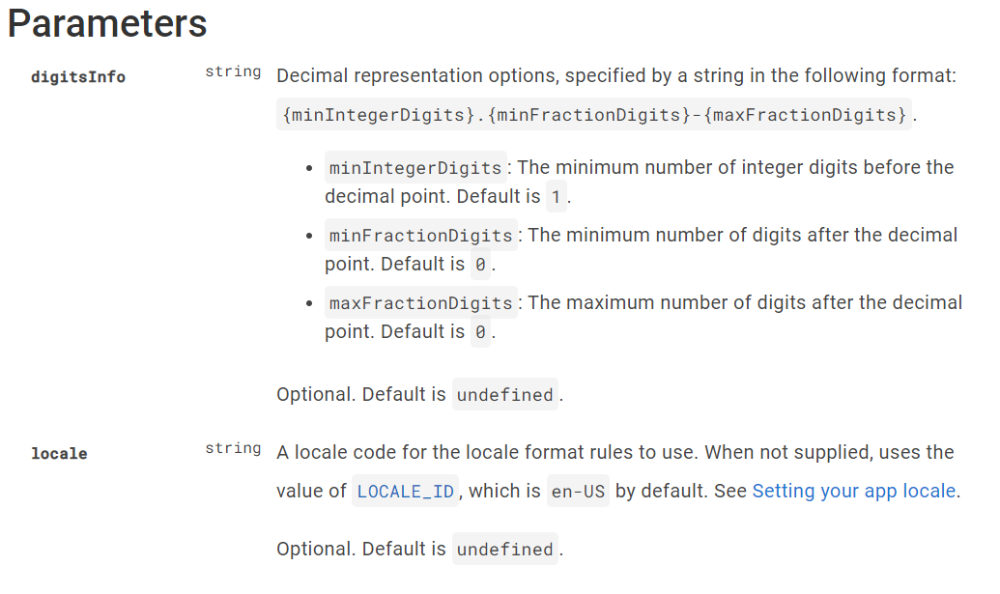 Parameters
digitsInfo string Decimal representation options, specified by a string in the following format:
{minIntegerDigits}.{minFractionDigits}-{maxFractionDigits}.
• minIntegerDigits: The minimum number of integer digits before the
decimal point. Default is 1.
• minFractionDigits: The minimum number of digits after the decimal
point. Default is 0.
• maxFractionDigits: The maximum number of digits after the decimal
point. Default is 0.
Optional. Default is undefined.
locale string A locale code for the locale format rules to use. When not supplied, uses the
value of LOCALE_ID, which is en-US by default. See Setting your app locale.
Optional. Default is undefined.